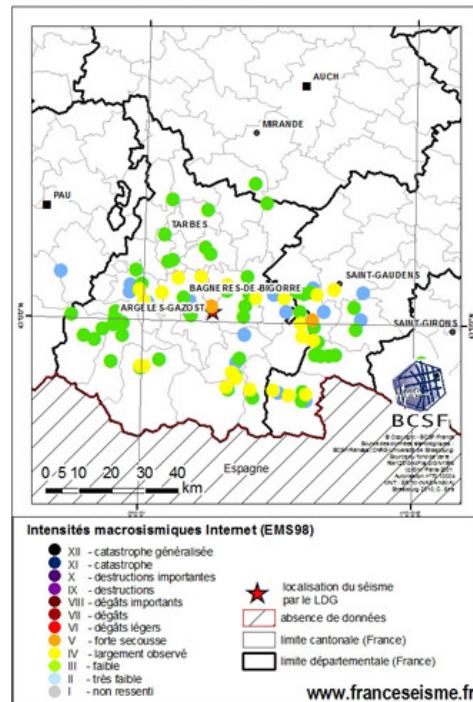 AUCH
MIRANDE
PAU
TARBES
BAGNERES-DE-BIGORRE
SAINT-GAUDENS
ARGELES-GAZOST
SAINT-GIRONS
BCSF
Espagne
0 5 10 20 30 40
km
Intensités macrosismiques Internet (EMS98)
XII - catastrophe généralisée
XI - catastrophe
X - destructions importantes
IX - destructions
VIII - dégâts importants
VII - dégâts
VI - dégâts légers
V - forte secousse
IV - largement observé
III - faible
II - très faible
I - non ressenti
localisation du séisme
par le LDG
absence de données
limite cantonale (France)
limite départementale (France)
www.franceseisme.fr